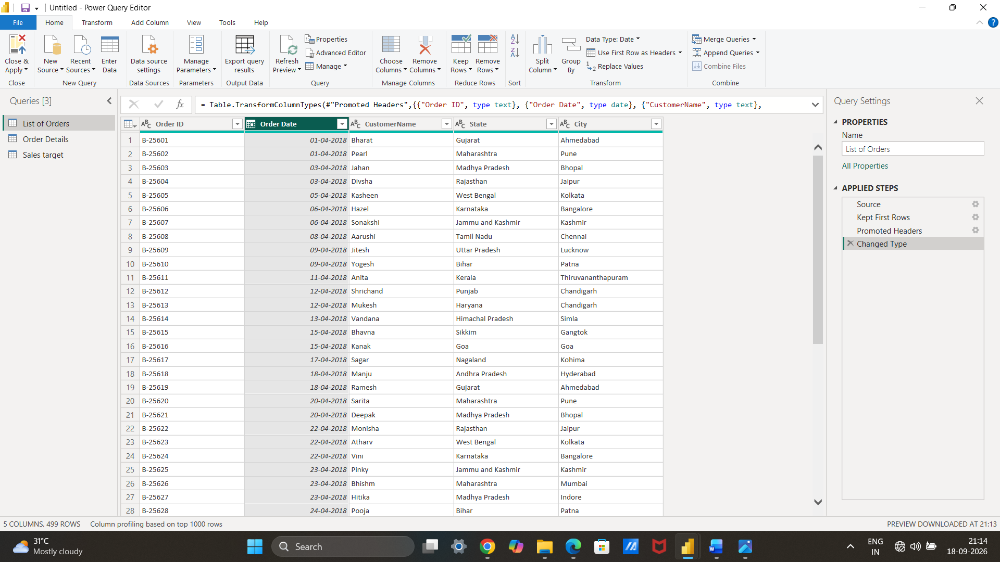 Untitled - Power Query Editor
File Home Transform Add Column View Tools Help
Close & Apply
Close
New Source
Recent Sources
Enter Data
New Query
Data source settings
Data Sources
Manage Parameters
Parameters
Export query results
Output Data
Refresh Preview
Properties
Advanced Editor
Manage
Query
Choose Columns
Remove Columns
Manage Columns
Keep Rows
Remove Rows
Reduce Rows
Sort
Split Column
Group By
Data Type: Date
Use First Row as Headers
Replace Values
Transform
Merge Queries
Append Queries
Combine Files
Combine
Queries [3]
List of Orders
Order Details
Sales target
fx = Table.TransformColumnTypes(#"Promoted Headers",{{"Order ID", type text}, {"Order Date", type date}, {"CustomerName", type text},
Order ID Order Date CustomerName State City
1 B-25601 01-04-2018 Bharat Gujarat Ahmedabad
2 B-25602 01-04-2018 Pearl Maharashtra Pune
3 B-25603 03-04-2018 Jahan Madhya Pradesh Bhopal
4 B-25604 03-04-2018 Divsha Rajasthan Jaipur
5 B-25605 05-04-2018 Kasheen West Bengal Kolkata
6 B-25606 06-04-2018 Hazel Karnataka Bangalore
7 B-25607 06-04-2018 Sonakshi Jammu and Kashmir Kashmir
8 B-25608 08-04-2018 Aarushi Tamil Nadu Chennai
9 B-25609 09-04-2018 Jitesh Uttar Pradesh Lucknow
10 B-25610 09-04-2018 Yogesh Bihar Patna
11 B-25611 11-04-2018 Anita Kerala Thiruvananthapuram
12 B-25612 12-04-2018 Shrichand Punjab Chandigarh
13 B-25613 12-04-2018 Mukesh Haryana Chandigarh
14 B-25614 13-04-2018 Vandana Himachal Pradesh Simla
15 B-25615 15-04-2018 Bhavna Sikkim Gangtok
16 B-25616 15-04-2018 Kanak Goa Goa
17 B-25617 17-04-2018 Sagar Nagaland Kohima
18 B-25618 18-04-2018 Manju Andhra Pradesh Hyderabad
19 B-25619 18-04-2018 Ramesh Gujarat Ahmedabad
20 B-25620 20-04-2018 Sarita Maharashtra Pune
21 B-25621 20-04-2018 Deepak Madhya Pradesh Bhopal
22 B-25622 22-04-2018 Monisha Rajasthan Jaipur
23 B-25623 22-04-2018 Atharv West Bengal Kolkata
24 B-25624 22-04-2018 Vini Karnataka Bangalore
25 B-25625 23-04-2018 Pinky Jammu and Kashmir Kashmir
26 B-25626 23-04-2018 Bhishm Maharashtra Mumbai
27 B-25627 23-04-2018 Hitika Madhya Pradesh Indore
28 B-25628 24-04-2018 Pooja Bihar Patna
Query Settings
PROPERTIES
Name
List of Orders
All Properties
APPLIED STEPS
Source
Kept First Rows
Promoted Headers
Changed Type
5 COLUMNS, 499 ROWS Column profiling based on top 1000 rows
PREVIEW DOWNLOADED AT 21:13
31°C
Mostly cloudy
Search
ENG
IN
21:14
18-09-2026